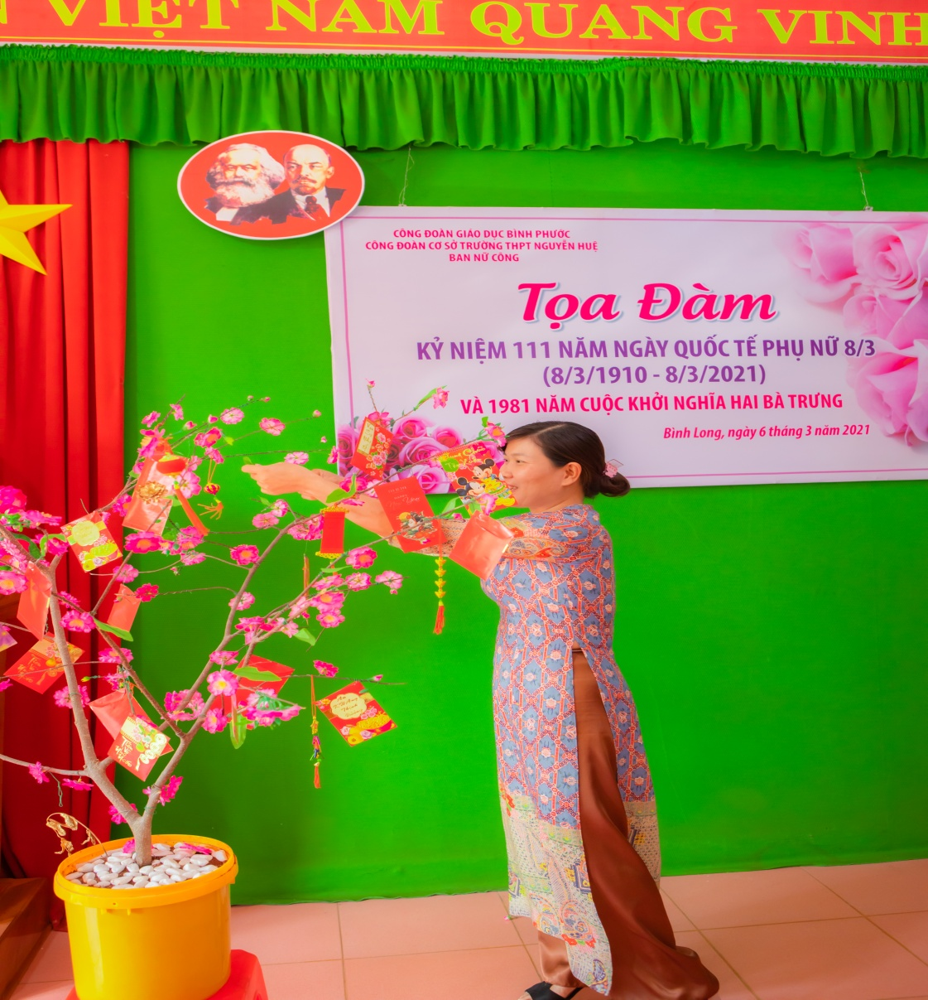 VIỆT NAM QUANG VINH
CÔNG ĐOÀN GIÁO DỤC BÌNH PHƯỚC
CÔNG ĐOÀN CƠ SỞ TRƯỜNG THPT NGUYỄN HUỆ
BAN NỮ CÔNG
Tọa Đàm
KỶ NIỆM 111 NĂM NGÀY QUỐC TẾ PHỤ NỮ 8/3
(8/3/1910 - 8/3/2021)
VÀ 1981 NĂM CUỘC KHỞI NGHĨA HAI BÀ TRƯNG
Bình Long, ngày 6 tháng 3 năm 2021